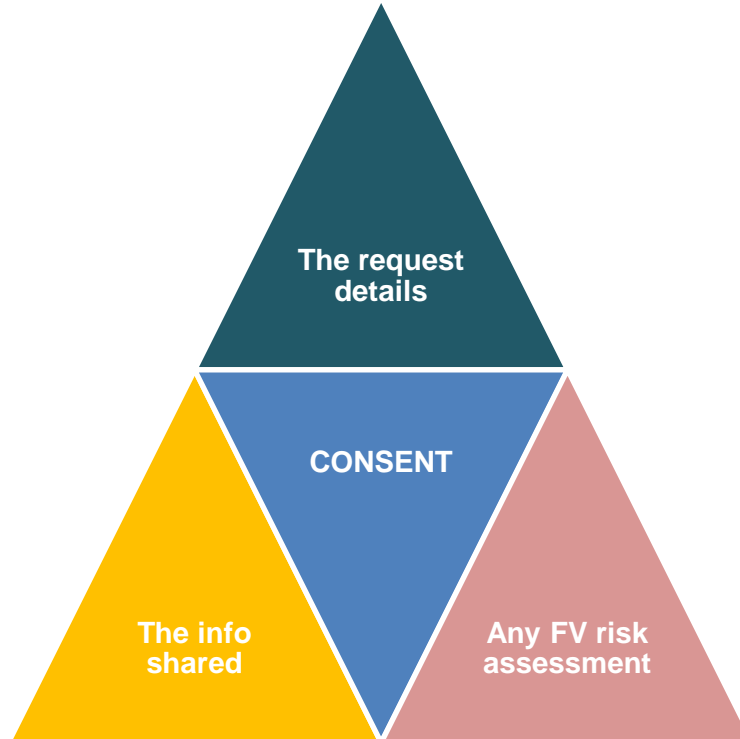 The request
details
CONSENT
The info
shared
Any FV risk
assessment